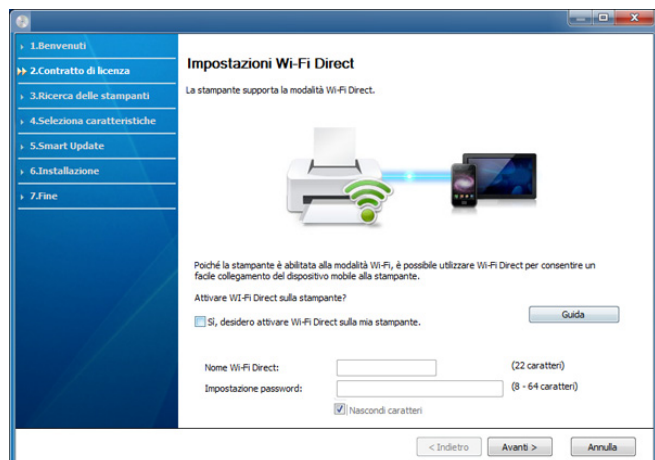 1.Benvenuti
2.Contratto di licenza
3.Ricerca delle stampanti
4.Seleziona caratteristiche
5.Smart Update
6.Installazione
7.Fine
Impostazioni Wi-Fi Direct
La stampante supporta la modalità Wi-Fi Direct.
Poiché la stampante è abilitata alla modalità Wi-Fi, è possibile utilizzare Wi-Fi Direct per consentire un
facile collegamento del dispositivo mobile alla stampante.
Attivare WI-Fi Direct sulla stampante?
Sì, desidero attivare Wi-Fi Direct sulla mia stampante.
Guida
Nome Wi-Fi Direct:
(22 caratteri)
Impostazione password:
(8 - 64 caratteri)
Nascondi caratteri
< Indietro
Avanti >
Annulla